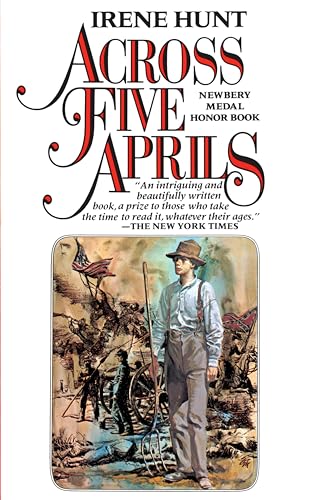 IRENE HUNT
ACROSS
FIVE
APRILS
NEWBERY
MEDAL
HONOR BOOK
"An intriguing and
beautifully written
book, a prize to those who take
the time to read it, whatever their ages."
—THE NEW YORK TIMES